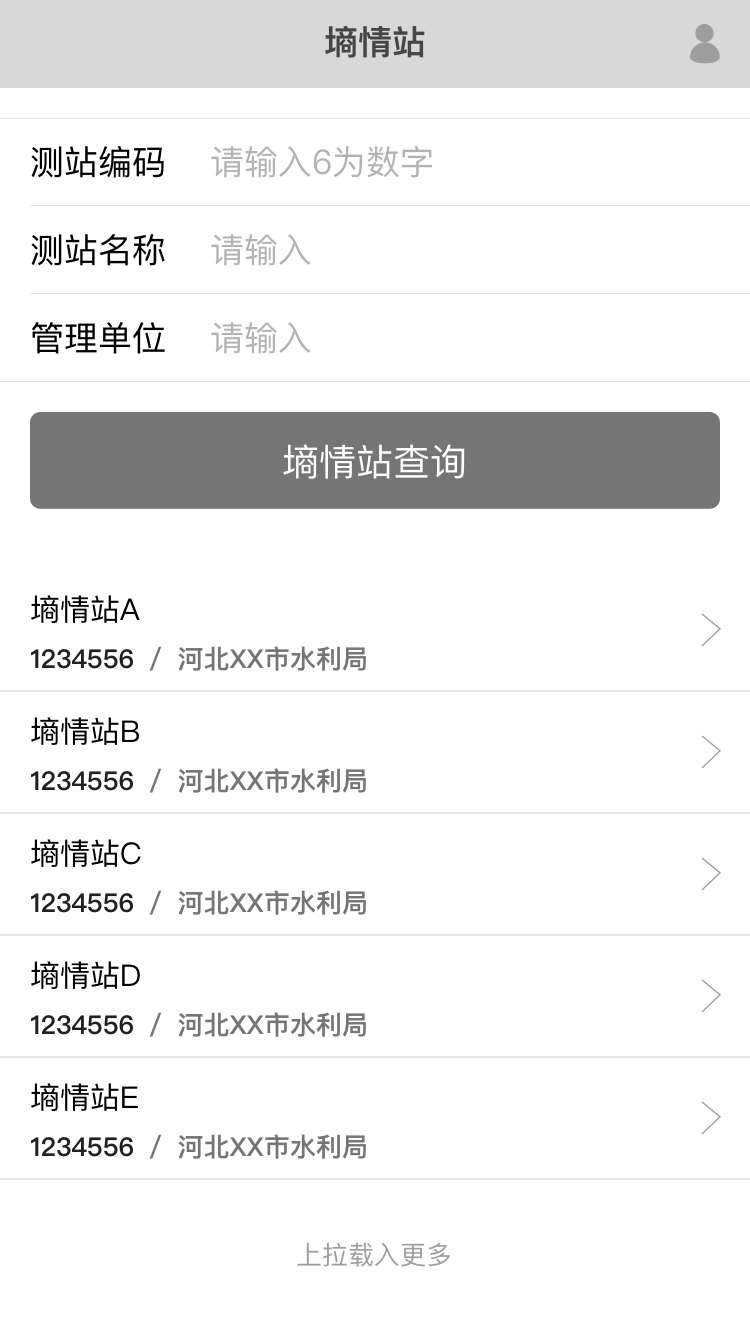 墒情站
测站编码 请输入6为数字
测站名称 请输入
管理单位 请输入
墒情站查询
墒情站A
1234556 / 河北XX市水利局
墒情站B
1234556 / 河北XX市水利局
墒情站C
1234556 / 河北XX市水利局
墒情站D
1234556 / 河北XX市水利局
墒情站E
1234556 / 河北XX市水利局
上拉载入更多